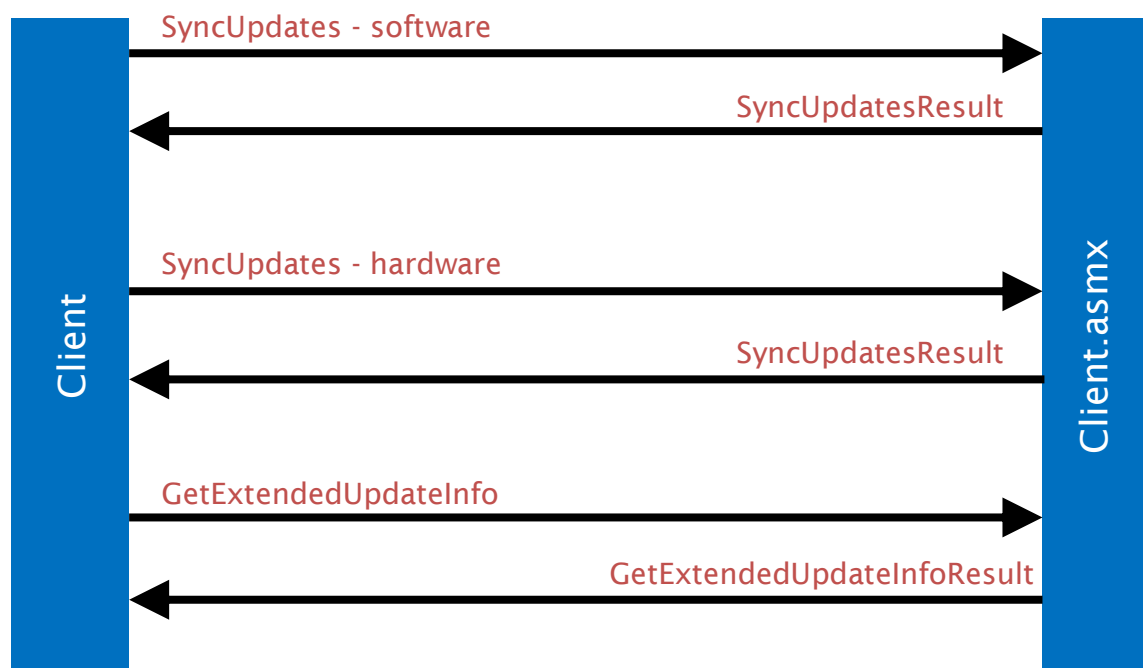 SyncUpdates - software
SyncUpdatesResult
SyncUpdates - hardware
Client
Client.asmx
SyncUpdatesResult
GetExtendedUpdateInfo
GetExtendedUpdateInfoResult